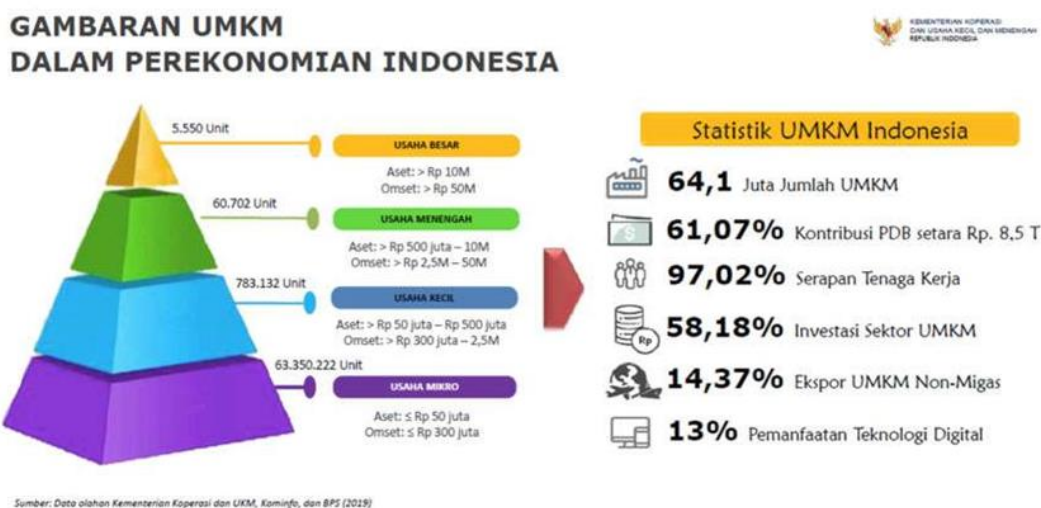 GAMBARAN UMKM
DALAM PEREKONOMIAN INDONESIA
KEMENTERIAN KOPERASI
DAN USAHA KECIL DAN MENENGAH
REPUBLIK INDONESIA
5.550 Unit
USAHA BESAR
Aset: > Rp 10M
Omset: > Rp 50M
60.702 Unit
USAHA MENENGAH
Aset: > Rp 500 juta – 10M
Omset: > Rp 2,5M – 50M
783.132 Unit
USAHA KECIL
Aset: > Rp 50 juta – Rp 500 juta
Omset: > Rp 300 juta – 2,5M
63.350.222 Unit
USAHA MIKRO
Aset: ≤ Rp 50 juta
Omset: ≤ Rp 300 juta
Statistik UMKM Indonesia
64,1 Juta Jumlah UMKM
61,07% Kontribusi PDB setara Rp. 8,5 T
97,02% Serapan Tenaga Kerja
Rp
58,18% Investasi Sektor UMKM
14,37% Ekspor UMKM Non-Migas
13% Pemanfaatan Teknologi Digital
Sumber: Data olahan Kementerian Koperasi dan UKM, Kominfo, dan BPS (2019)